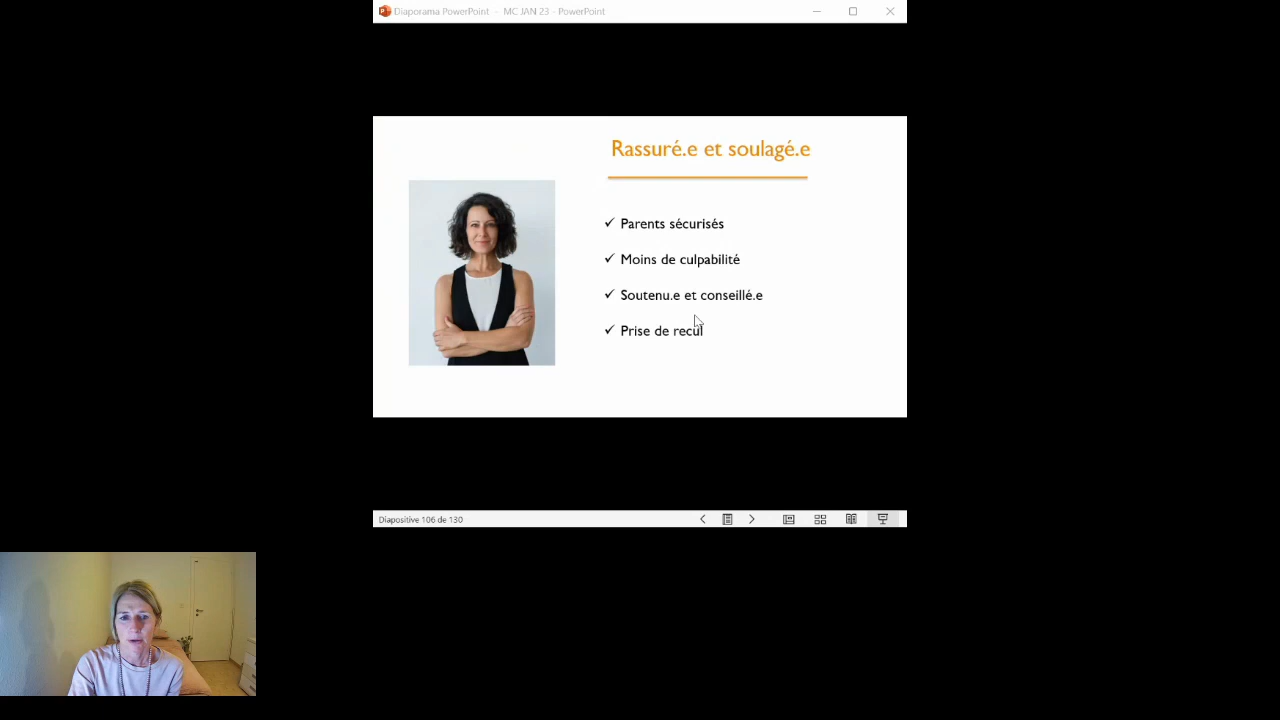 Diaporama PowerPoint - MC JAN 23 - PowerPoint
Rassuré.e et soulagé.e
✓ Parents sécurisés
✓ Moins de culpabilité
✓ Soutenu.e et conseillé.e
✓ Prise de recul
Diapositive 106 de 130